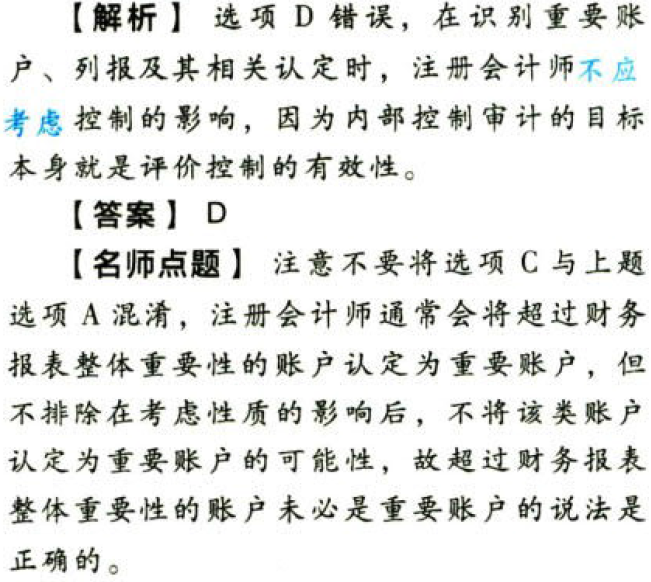 【解析】 选项 D 错误，在识别重要账
户、列报及其相关认定时，注册会计师不应
考虑控制的影响，因为内部控制审计的目标
本身就是评价控制的有效性。
【答案】 D
【名师点题】 注意不要将选项 C 与上题
选项 A 混淆，注册会计师通常会将超过财务
报表整体重要性的账户认定为重要账户，但
不排除在考虑性质的影响后，不将该类账户
认定为重要账户的可能性，故超过财务报表
整体重要性的账户未必是重要账户的说法是
正确的。